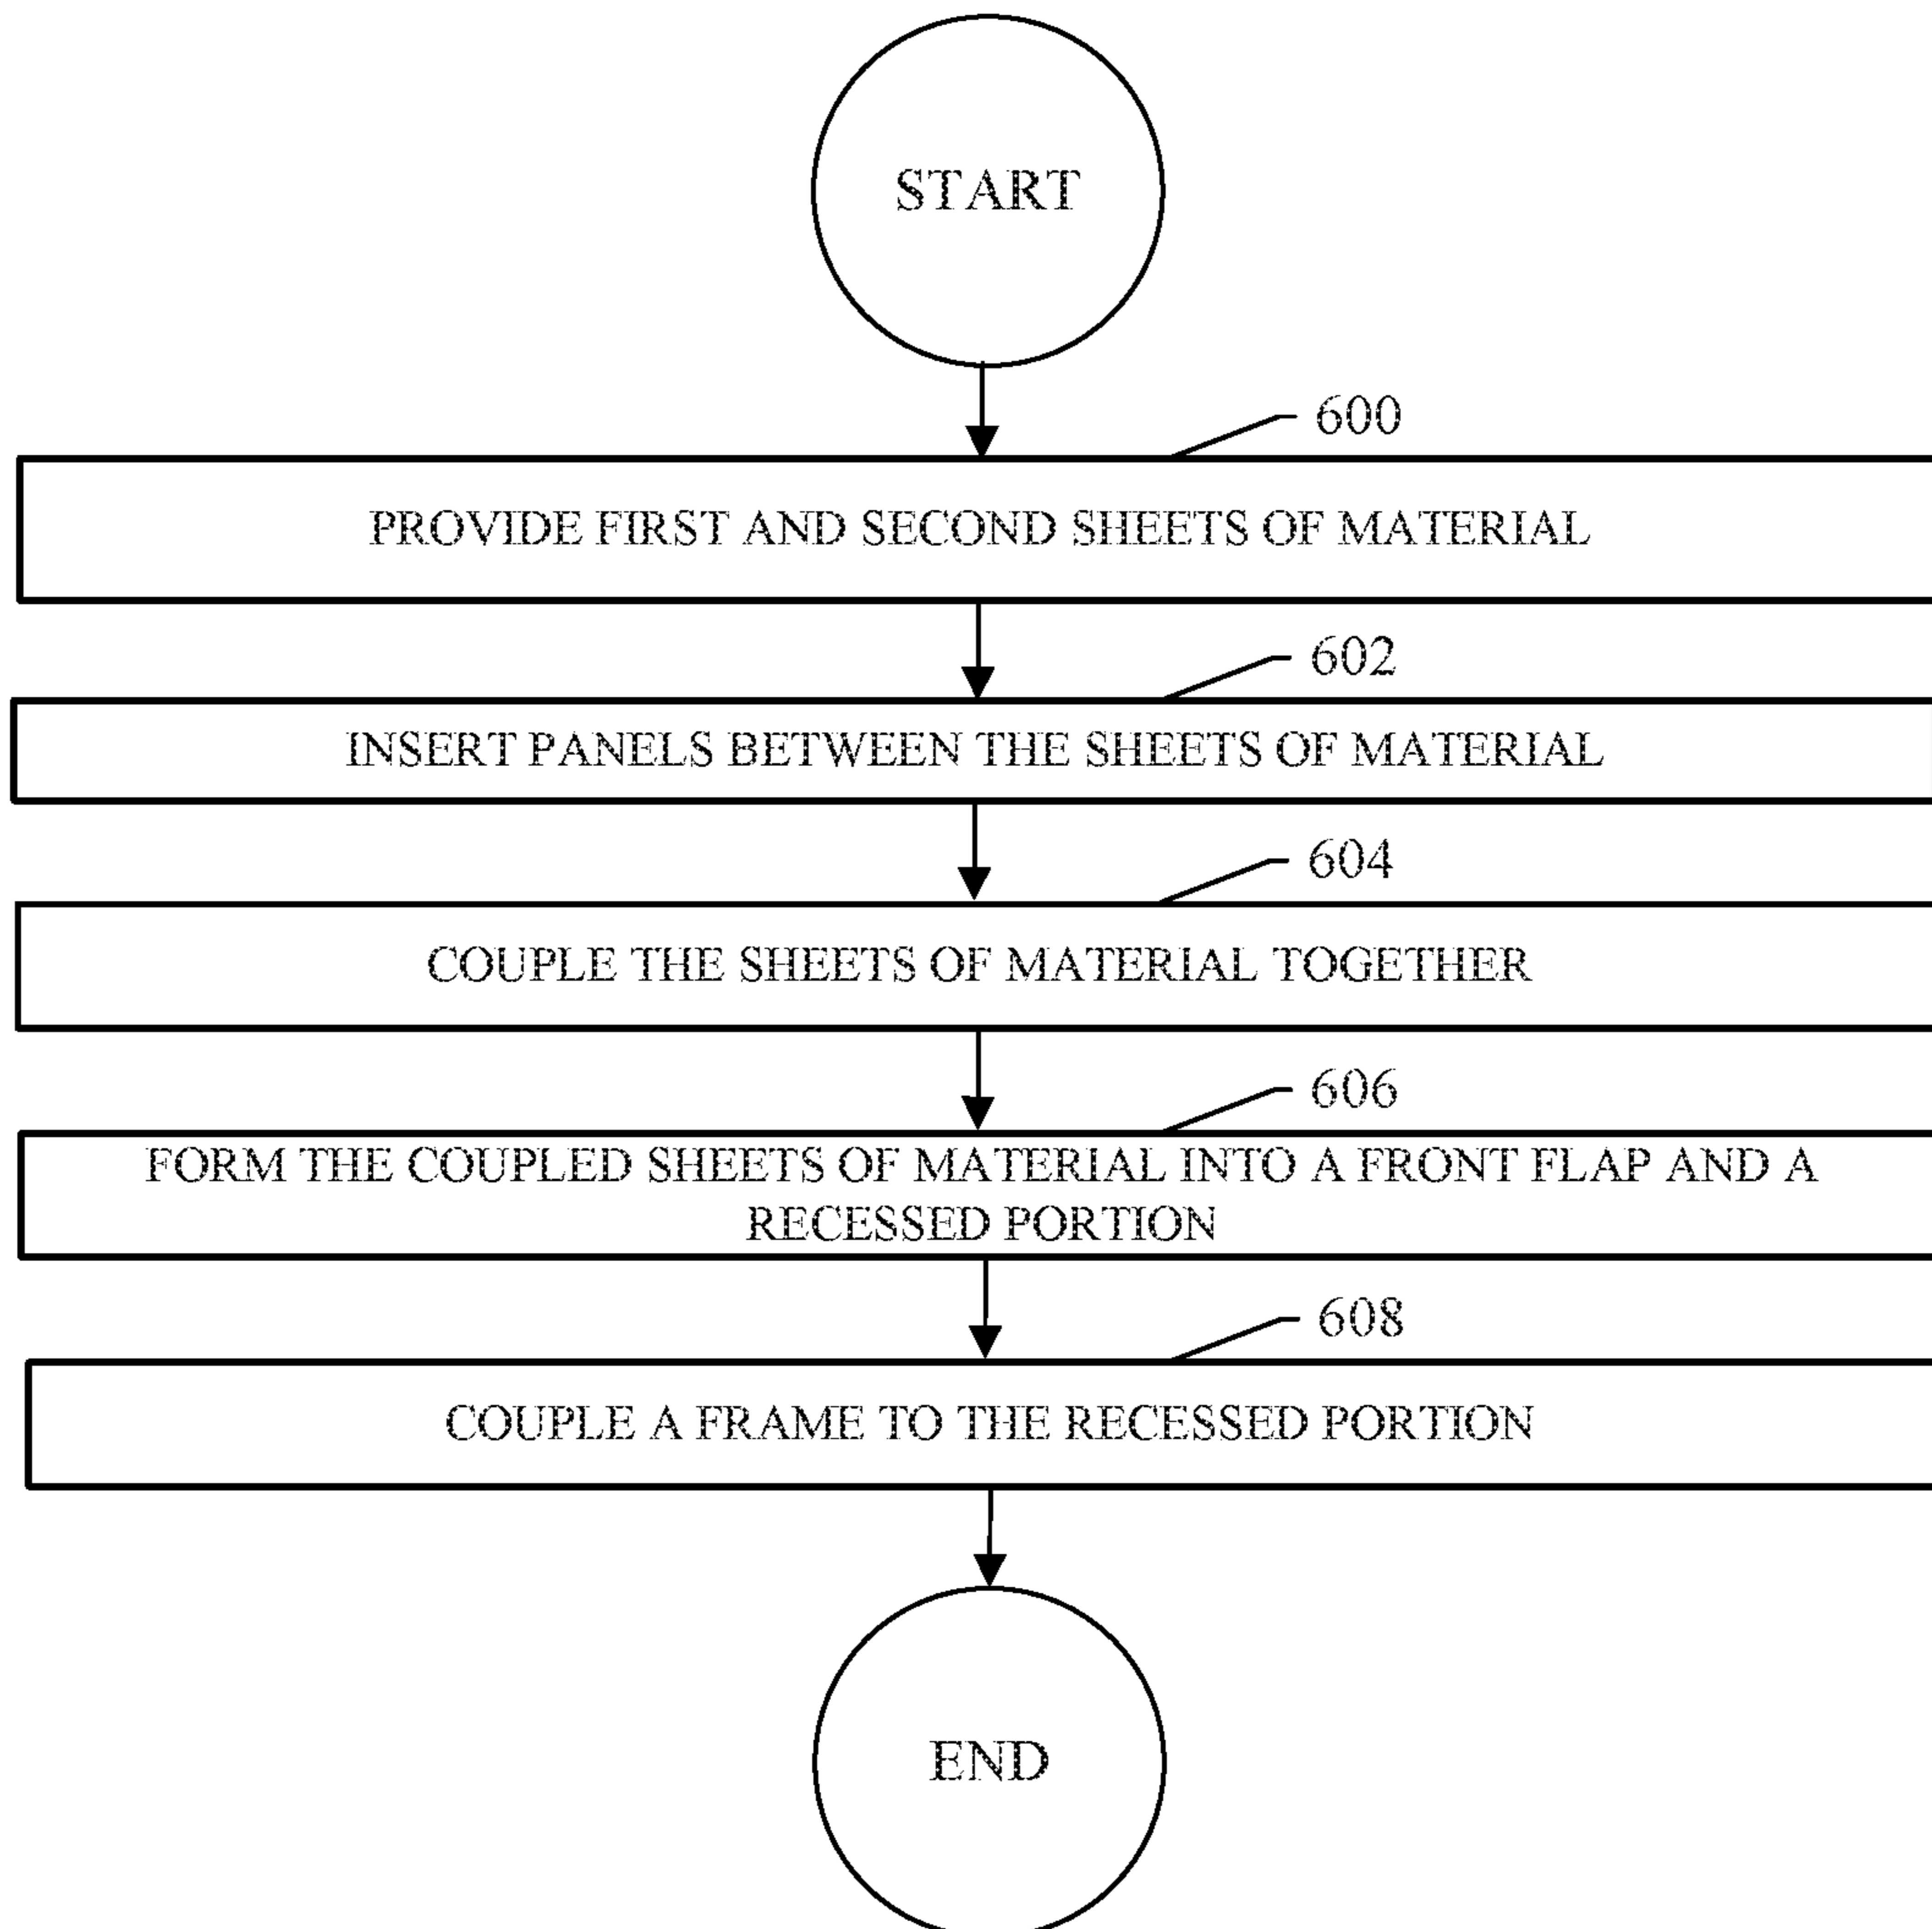 START
600
PROVIDE FIRST AND SECOND SHEETS OF MATERIAL
602
INSERT PANELS BETWEEN THE SHEETS OF MATERIAL
604
COUPLE THE SHEETS OF MATERIAL TOGETHER
606
FORM THE COUPLED SHEETS OF MATERIAL INTO A FRONT FLAP AND A
RECESSED PORTION
608
COUPLE A FRAME TO THE RECESSED PORTION
END